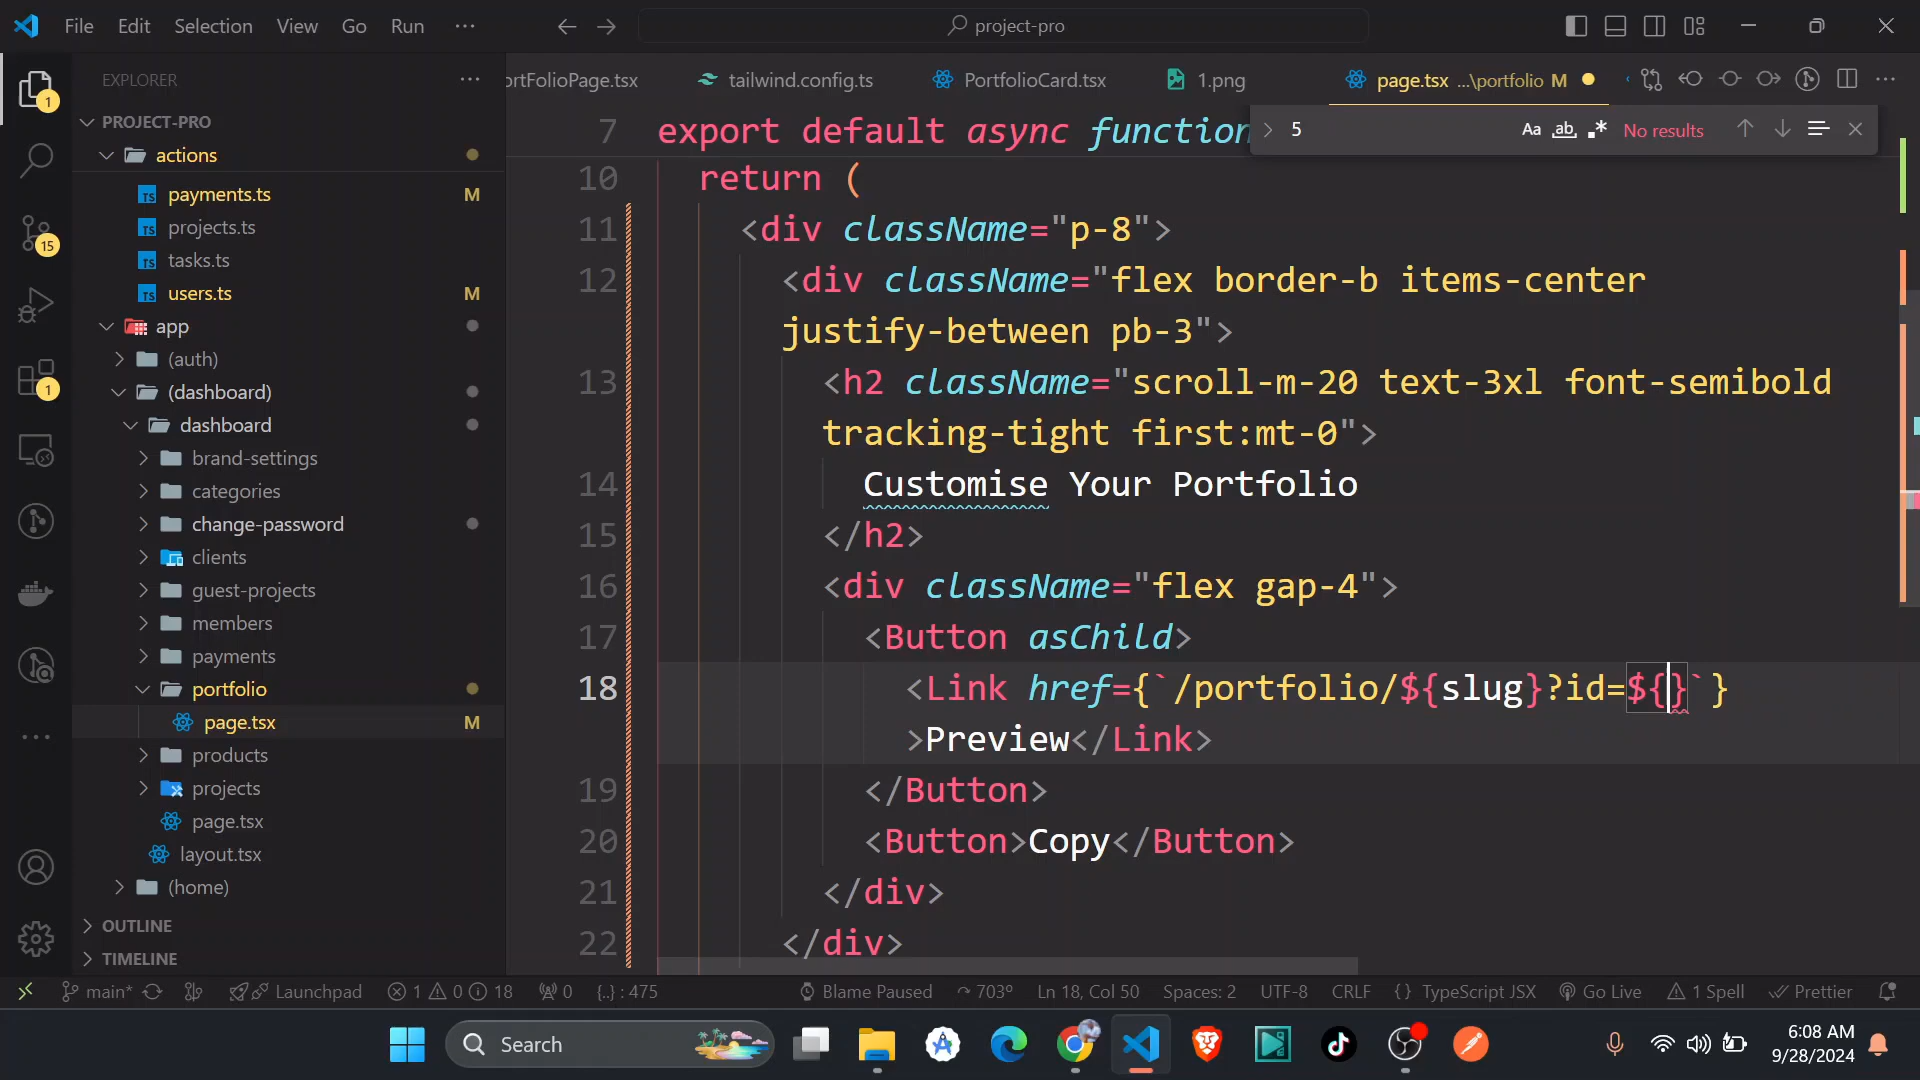 File Edit Selection View Go Run ···
project-pro
EXPLORER
ortFolioPage.tsx
tailwind.config.ts
PortfolioCard.tsx
1.png
page.tsx ...\portfolio M
5
Aa ab No results
PROJECT-PRO
actions
payments.ts M
projects.ts
tasks.ts
users.ts M
app
(auth)
(dashboard)
dashboard
brand-settings
categories
change-password
clients
guest-projects
members
payments
portfolio
page.tsx M
products
projects
page.tsx
layout.tsx
(home)
OUTLINE
TIMELINE
1
15
1
7 export default async function
10 return (
11 <div className="p-8">
12 <div className="flex border-b items-center
justify-between pb-3">
13 <h2 className="scroll-m-20 text-3xl font-semibold
tracking-tight first:mt-0">
14 Customise Your Portfolio
15 </h2>
16 <div className="flex gap-4">
17 <Button asChild>
18 <Link href={`/portfolio/${slug}?id=${}`}
>Preview</Link>
19 </Button>
20 <Button>Copy</Button>
21 </div>
22 </div>
main* Launchpad 1 0 18 0 {..} : 475
Blame Paused 703° Ln 18, Col 50 Spaces: 2 UTF-8 CRLF {} TypeScript JSX Go Live 1 Spell Prettier
Search
6:08 AM
9/28/2024